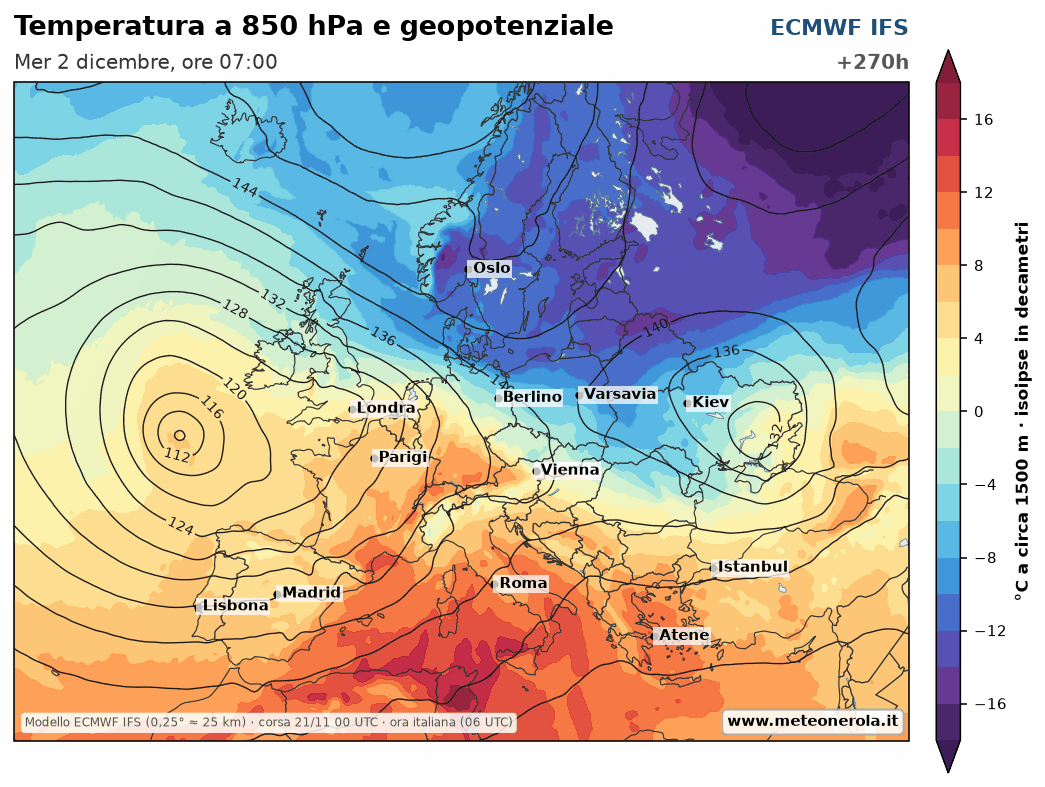 Temperatura a 850 hPa e geopotenziale
ECMWF IFS
Mer 2 dicembre, ore 07:00
+270h
144
132
128
136
140
136
140
120
116
112
132
124
Oslo
Londra
Berlino
Varsavia
Kiev
Parigi
Vienna
Istanbul
Roma
Madrid
Lisbona
Atene
Modello ECMWF IFS (0,25° ≈ 25 km) · corsa 21/11 00 UTC · ora italiana (06 UTC)
www.meteonerola.it
16
12
8
4
0
−4
−8
−12
−16
°C a circa 1500 m · isoipse in decametri